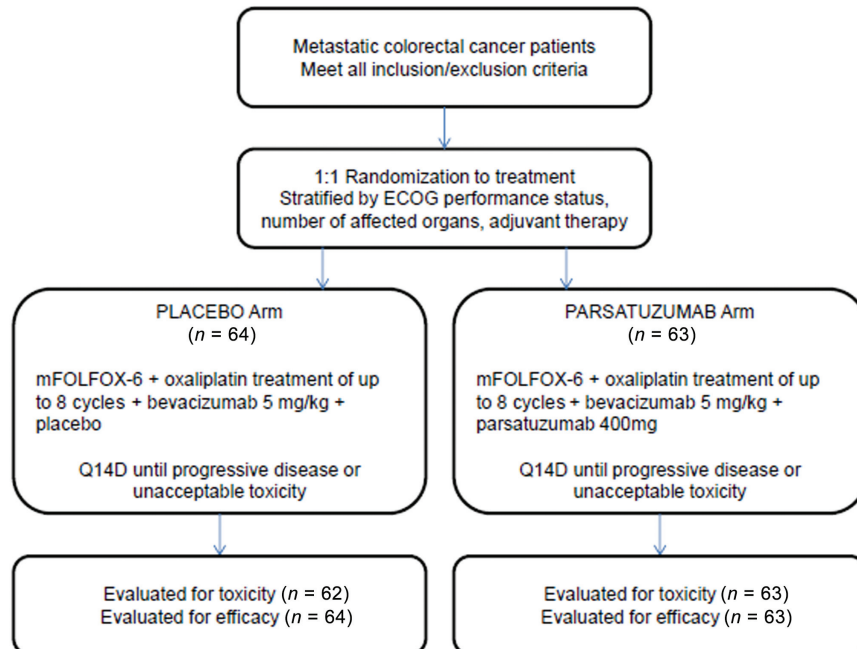 Metastatic colorectal cancer patients
Meet all inclusion/exclusion criteria
1:1 Randomization to treatment
Stratified by ECOG performance status,
number of affected organs, adjuvant therapy
PLACEBO Arm
(n = 64)
mFOLFOX-6 + oxaliplatin treatment of up
to 8 cycles + bevacizumab 5 mg/kg +
placebo
Q14D until progressive disease or
unacceptable toxicity
PARSATUZUMAB Arm
(n = 63)
mFOLFOX-6 + oxaliplatin treatment of up
to 8 cycles + bevacizumab 5 mg/kg +
parsatuzumab 400mg
Q14D until progressive disease or
unacceptable toxicity
Evaluated for toxicity (n = 62)
Evaluated for efficacy (n = 64)
Evaluated for toxicity (n = 63)
Evaluated for efficacy (n = 63)